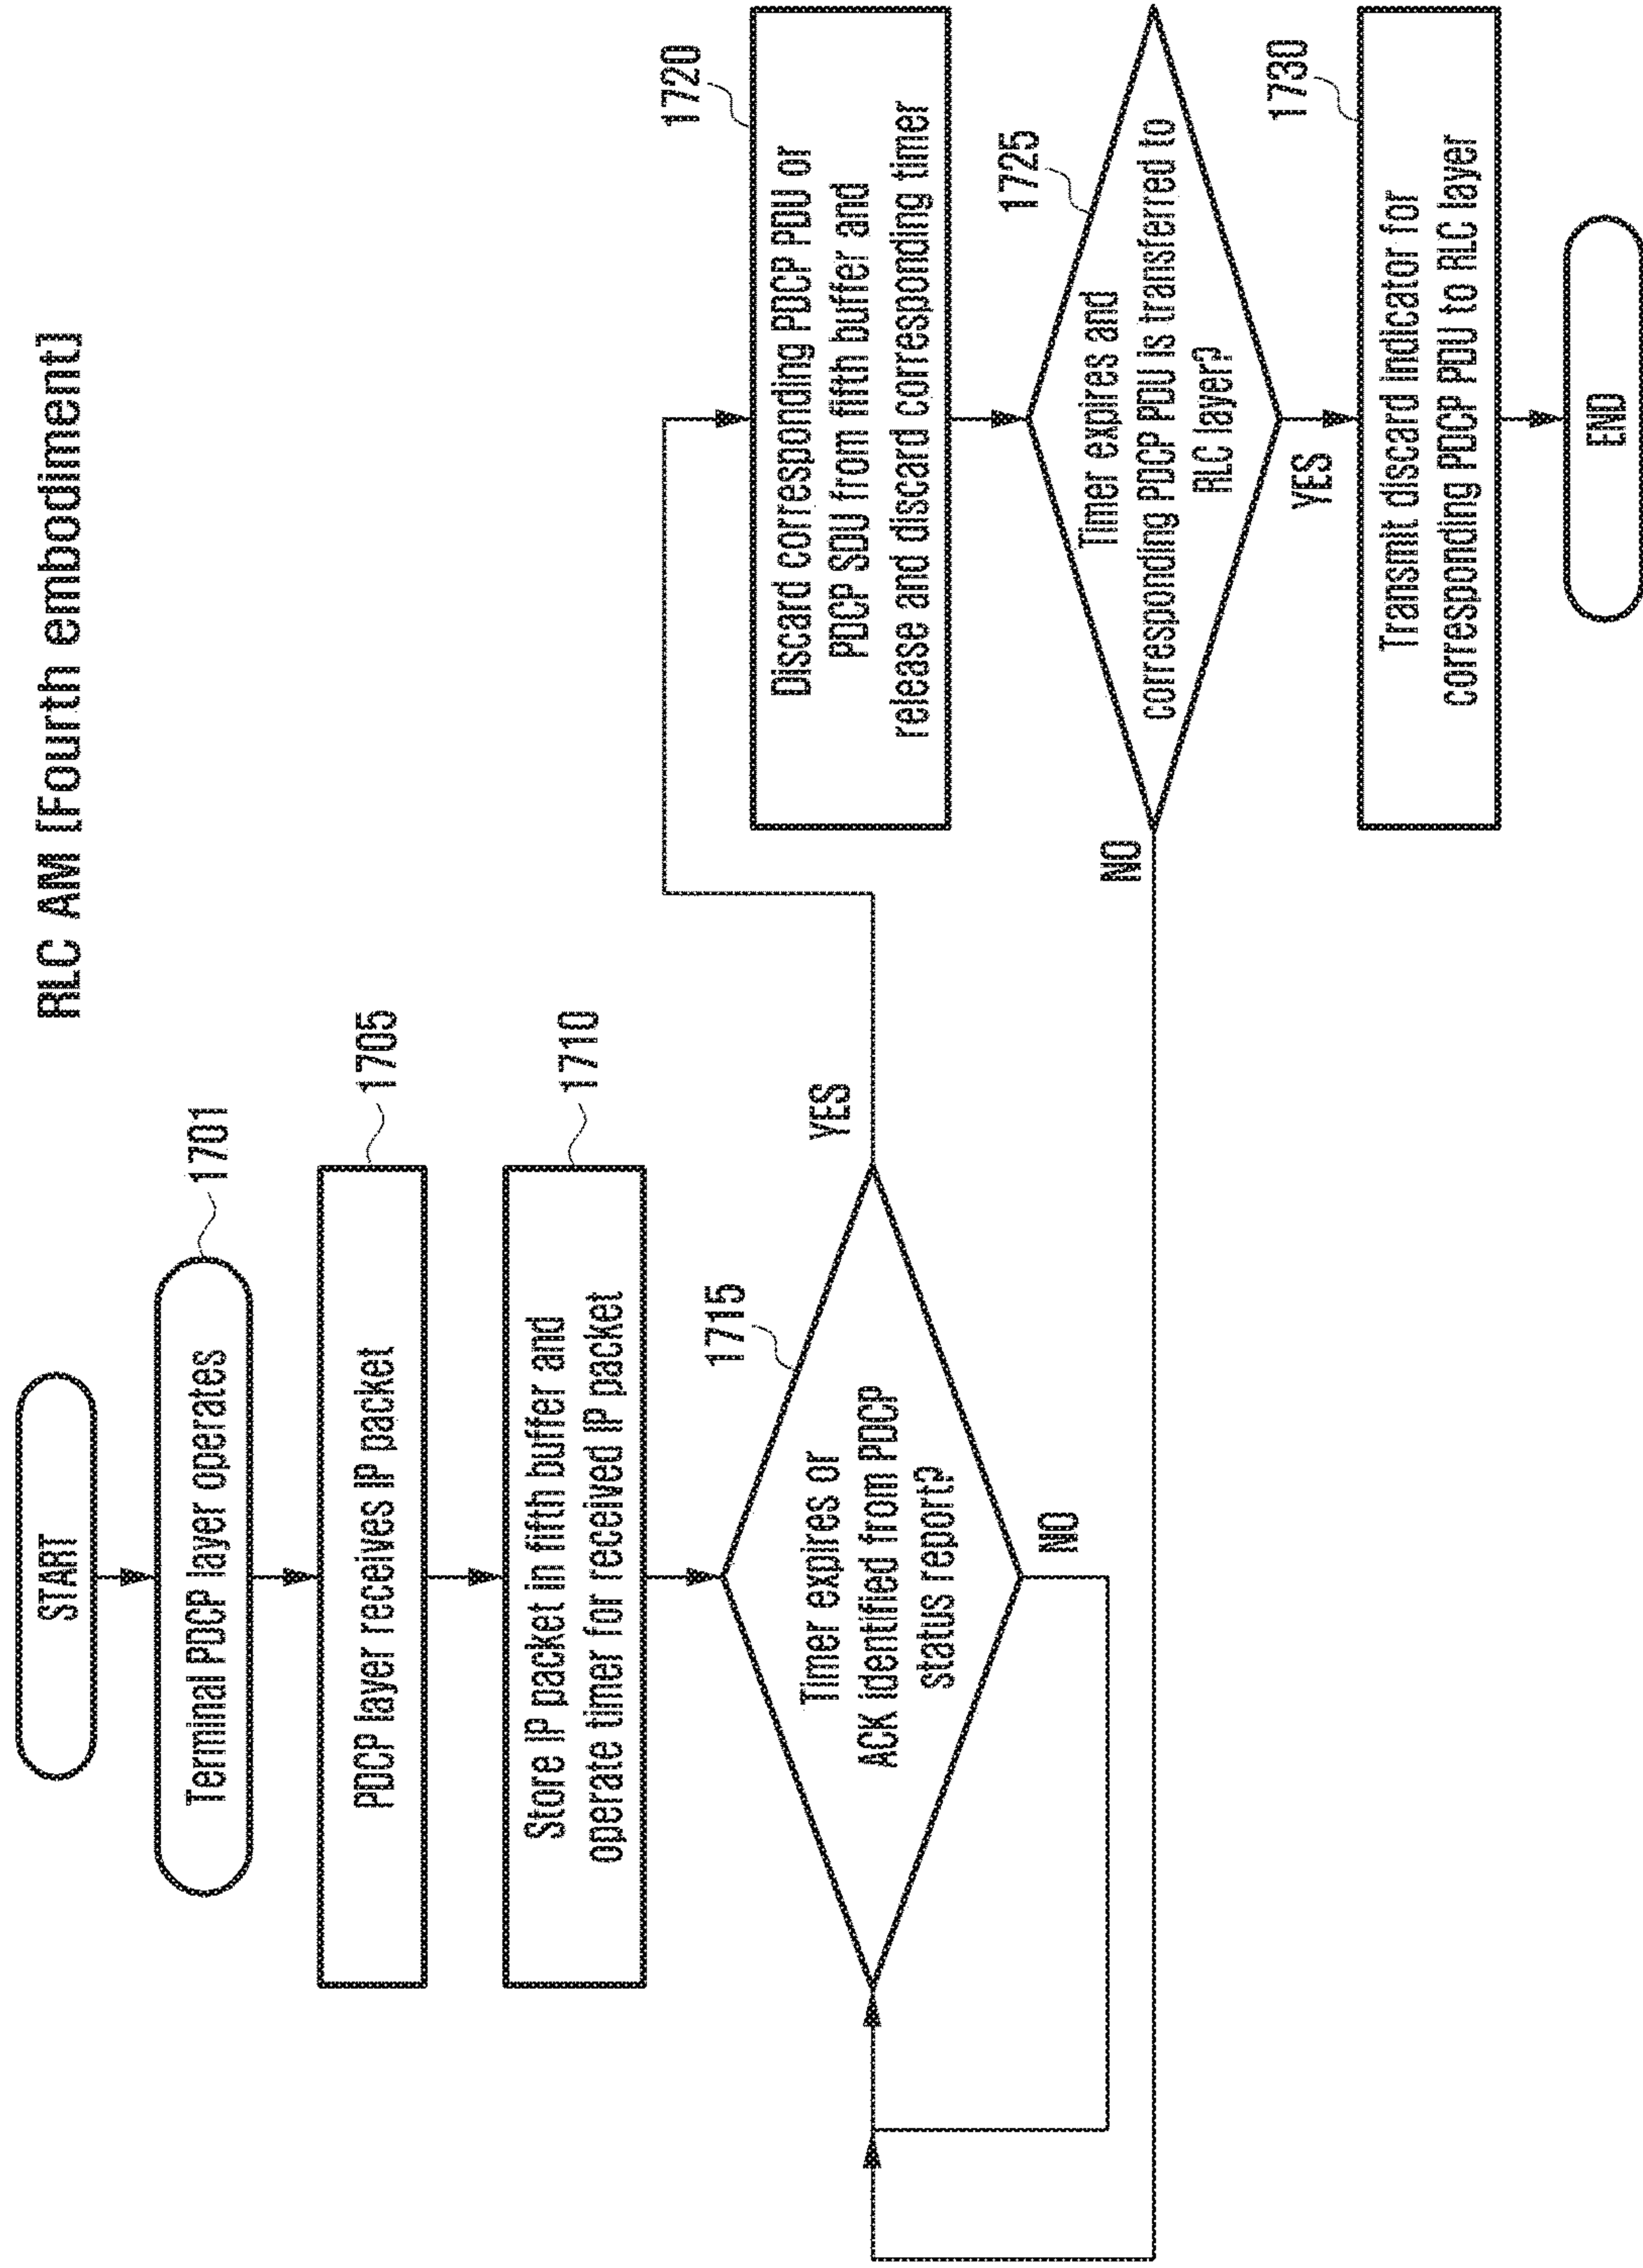 RLC AM [Fourth embodiment]
START
Terminal PDCP layer operates
1701
PDCP layer receives IP packet
1705
Store IP packet in fifth buffer and
operate timer for received IP packet
1710
Timer expires or
ACK identified from PDCP
status report?
1715
YES
NO
Discard corresponding PDCP PDU or
PDCP SDU from fifth buffer and
release and discard corresponding timer
1720
Timer expires and
corresponding PDCP PDU is transferred to
RLC layer?
1725
NO
YES
Transmit discard indicator for
corresponding PDCP PDU to RLC layer
1730
END